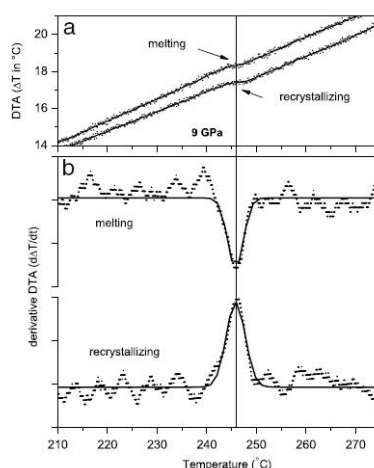 a
melting
recrystallizing
9 GPa
DTA (ΔT in °C)
20
18
16
14
b
melting
recrystallizing
derivative DTA (dΔT/dt)
210 220 230 240 250 260 270
Temperature (°C)